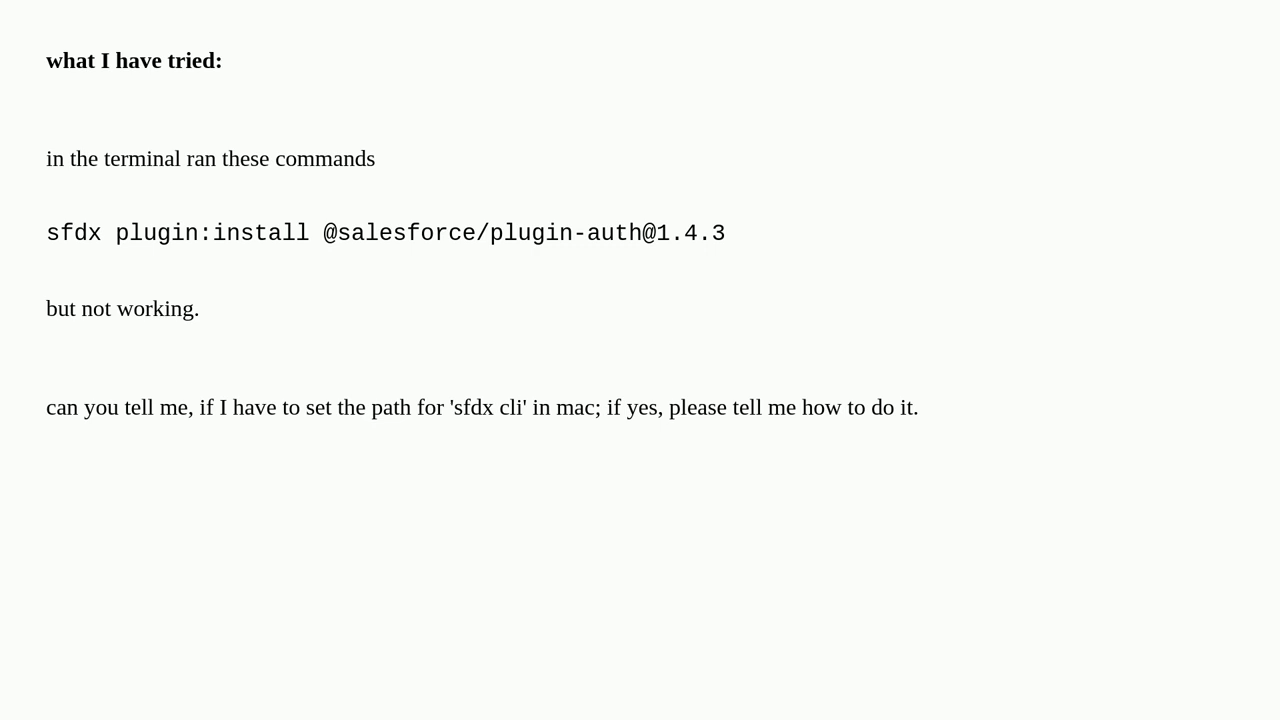 what I have tried:
in the terminal ran these commands
sfdx plugin:install @salesforce/plugin-auth@1.4.3
but not working.
can you tell me, if I have to set the path for 'sfdx cli' in mac; if yes, please tell me how to do it.